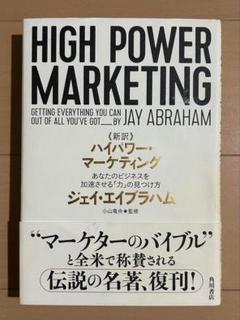 HIGH POWER
MARKETING
GETTING EVERYTHING YOU CAN
OUT OF ALL YOU'VE GOT__BY JAY ABRAHAM
《新訳》
ハイパワー・
マーケティング
あなたのビジネスを
加速させる「力」の見つけ方
ジェイ・エイブラハム
小山竜央●監修
“マーケターのバイブル”
と全米で称賛される
伝説の名著、復刊!
角川書店